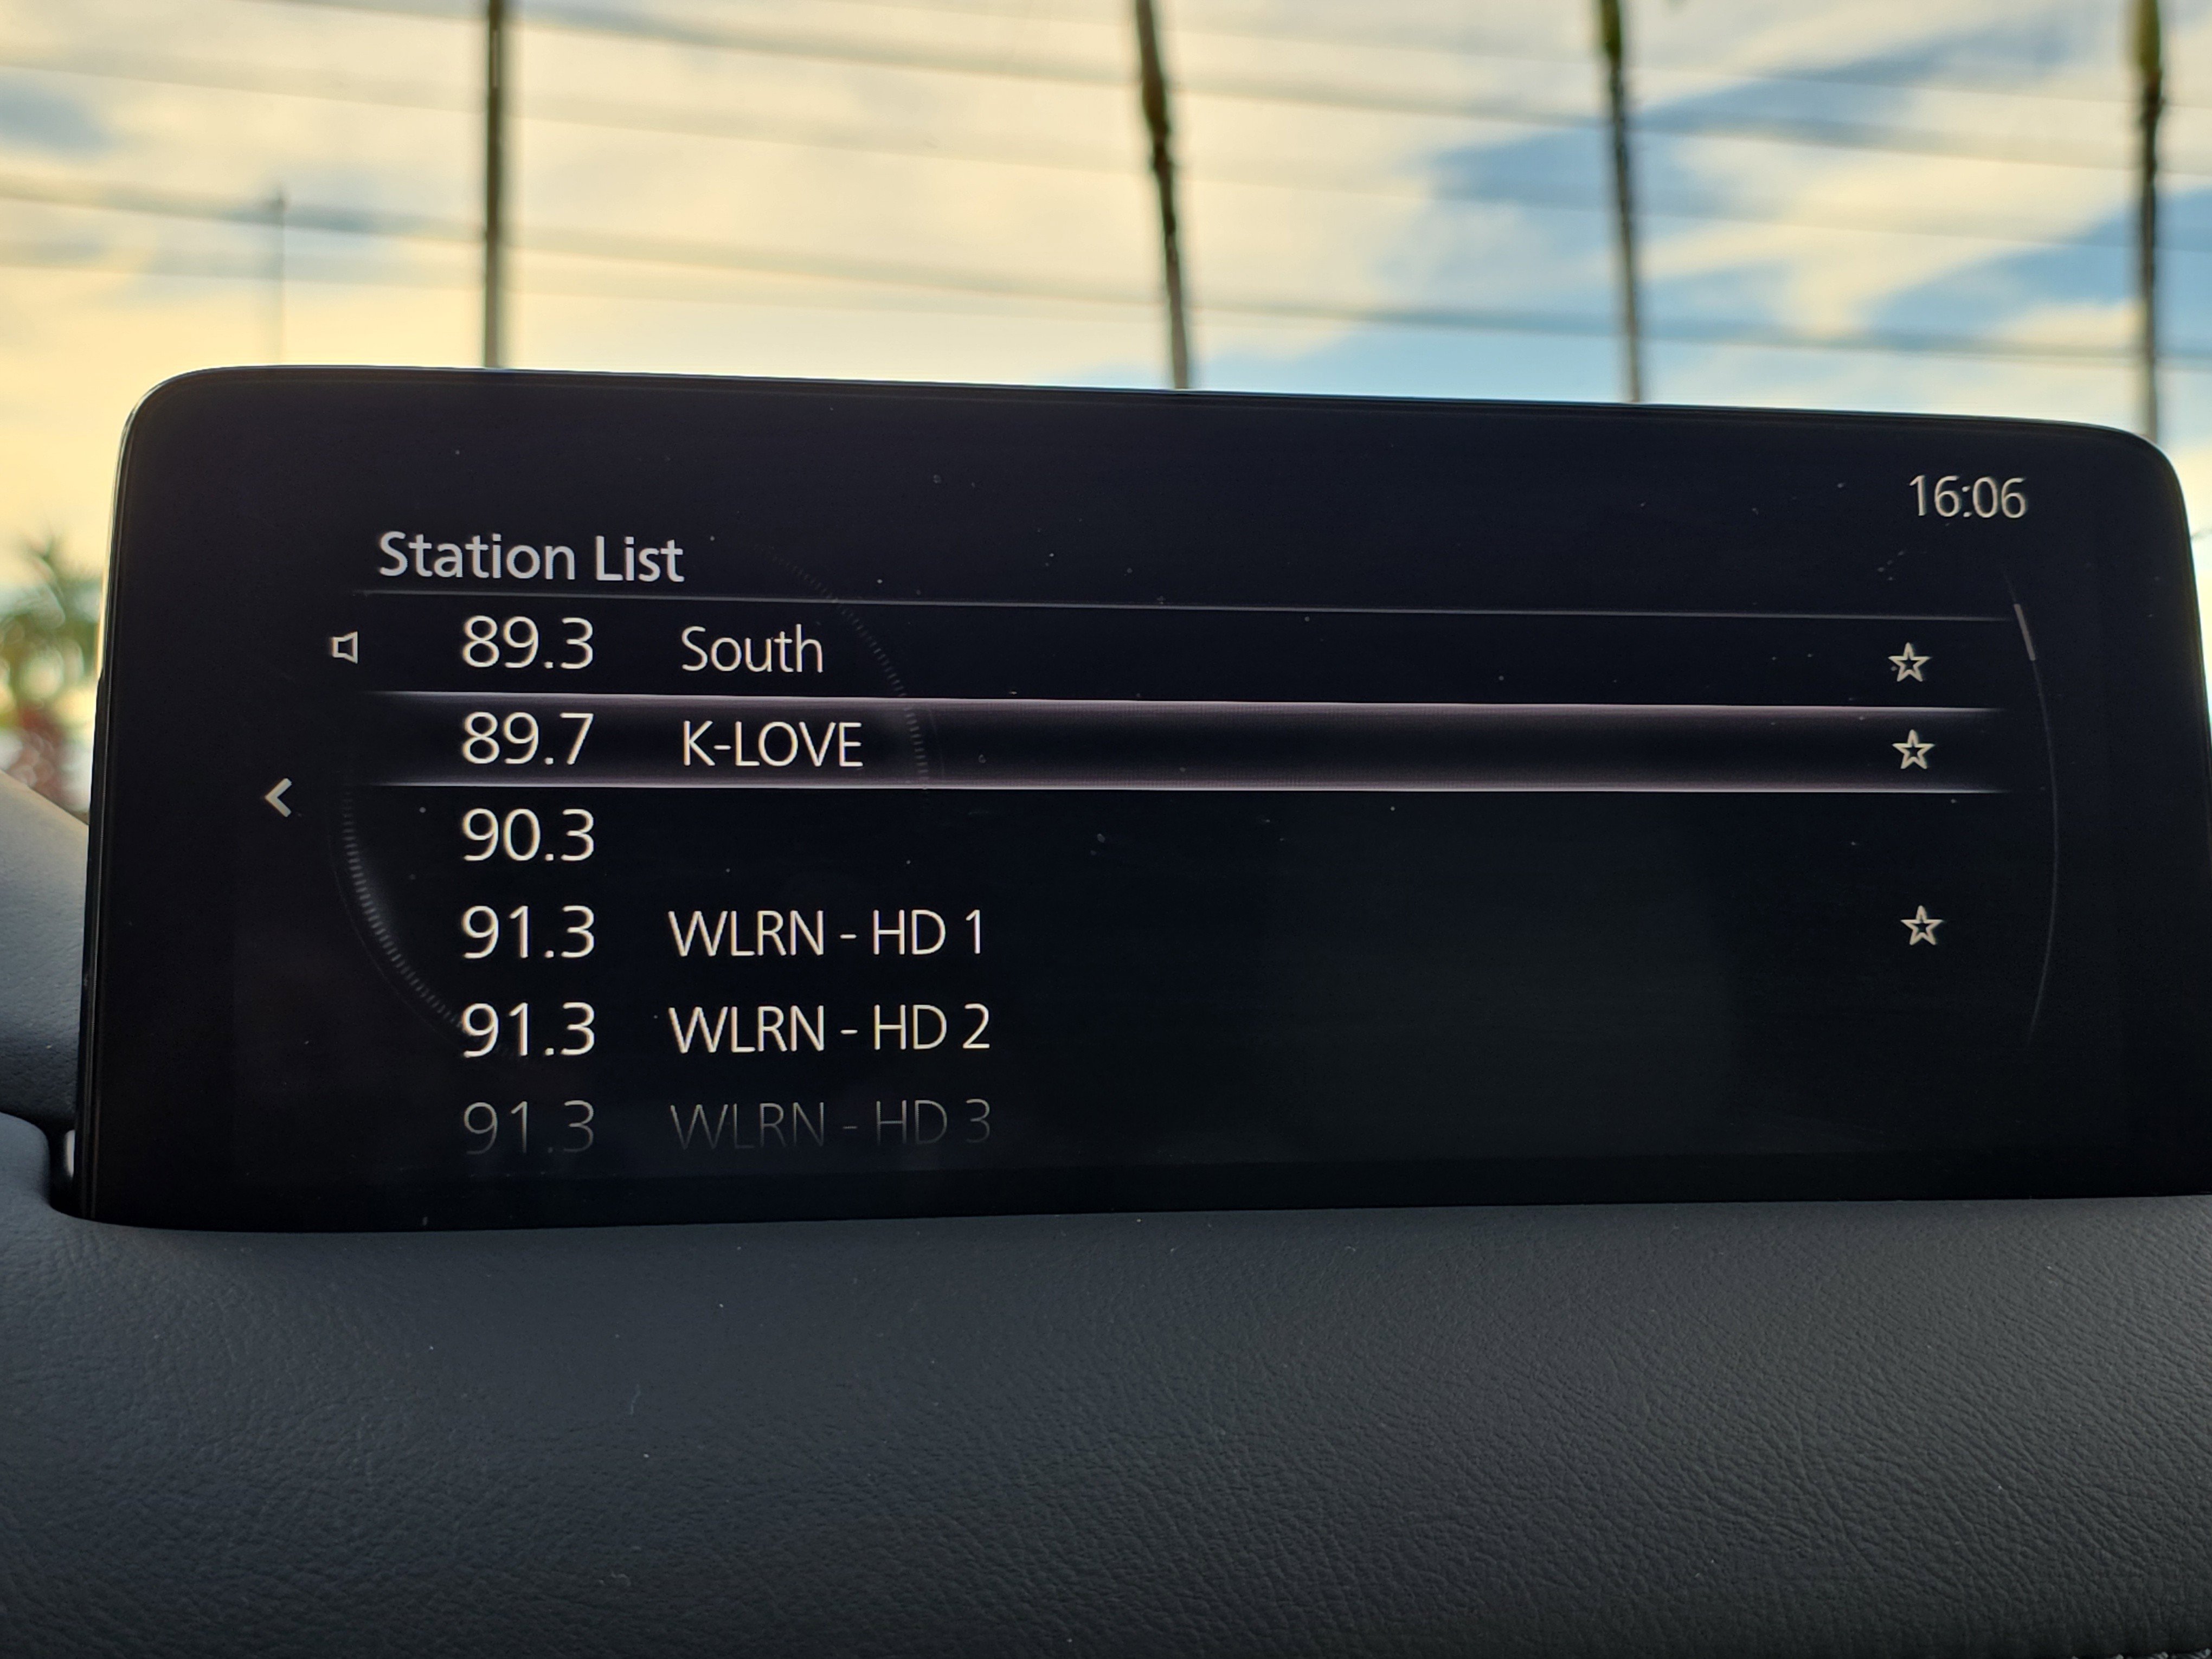 16:06
Station List
89.3 South
89.7 K-LOVE
90.3
91.3 WLRN - HD 1
91.3 WLRN - HD 2
91.3 WLRN - HD 3